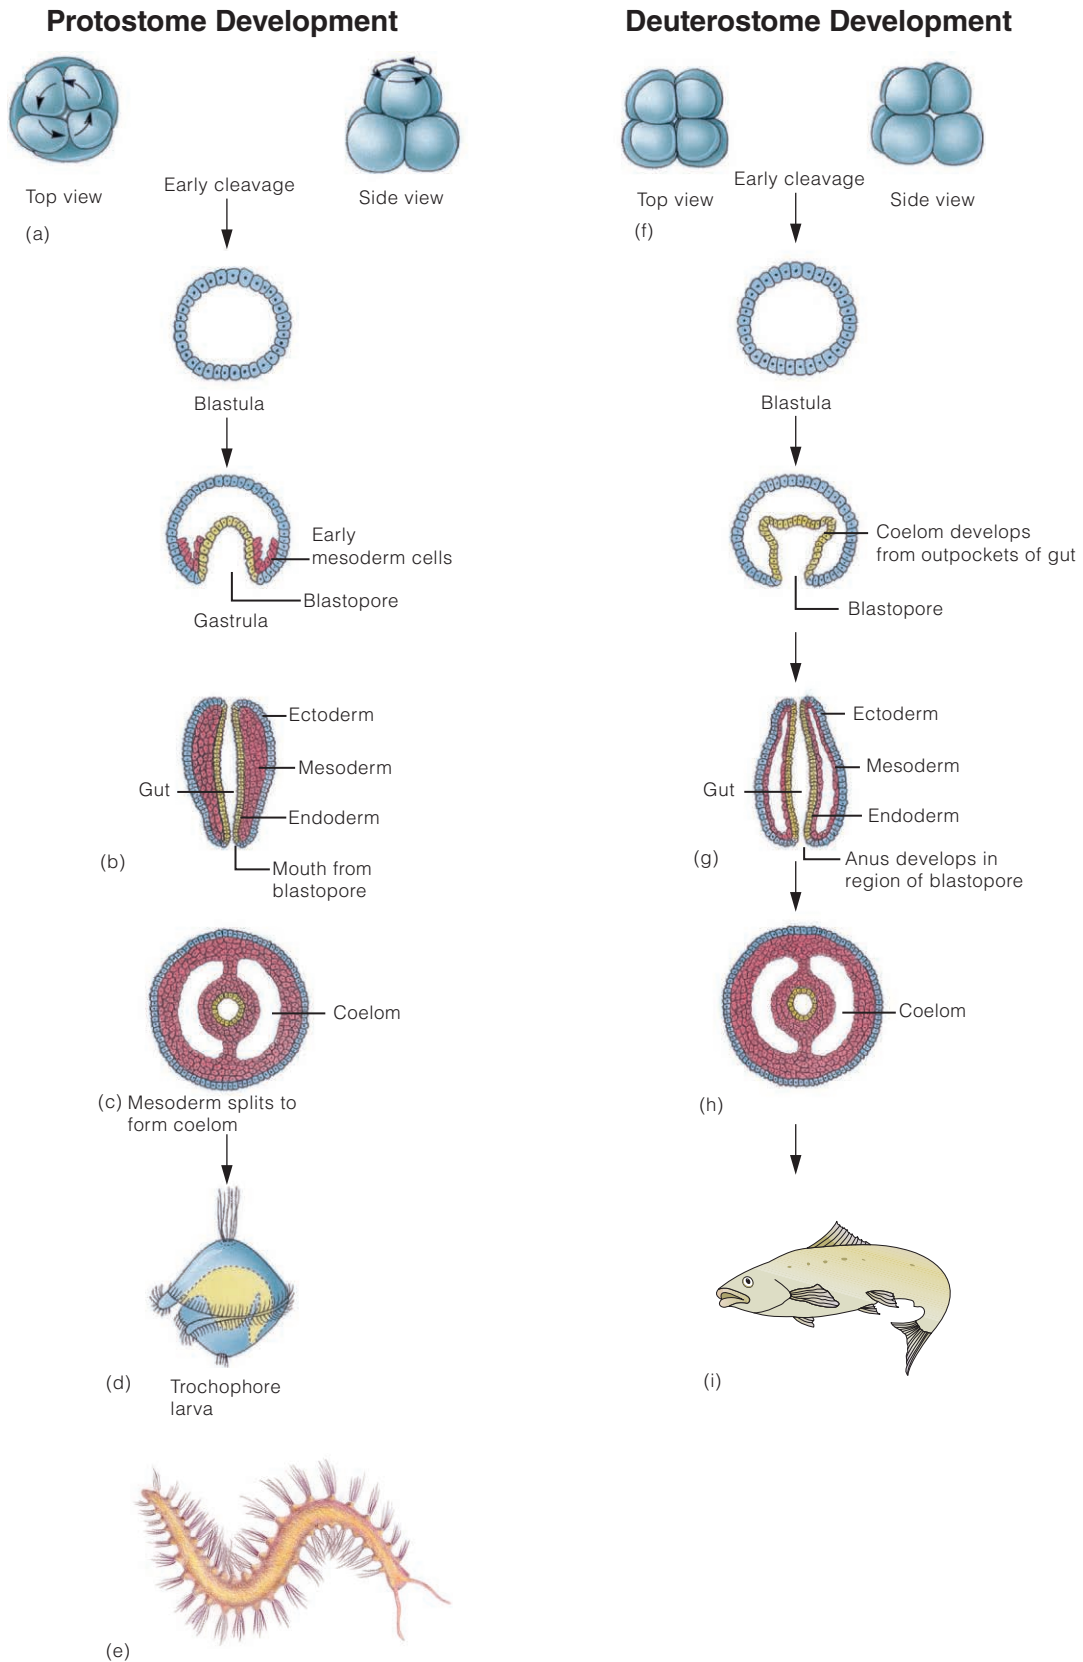 Protostome Development
Top view
Early cleavage
Side view
(a)
Blastula
Early
mesoderm cells
Blastopore
Gastrula
Ectoderm
Mesoderm
Gut
Endoderm
(b)
Mouth from
blastopore
Coelom
(c) Mesoderm splits to
form coelom
(d)
Trochophore
larva
(e)
Deuterostome Development
Top view
Early cleavage
Side view
(f)
Blastula
Coelom develops
from outpockets of gut
Blastopore
Ectoderm
Mesoderm
Gut
Endoderm
(g)
Anus develops in
region of blastopore
Coelom
(h)
(i)